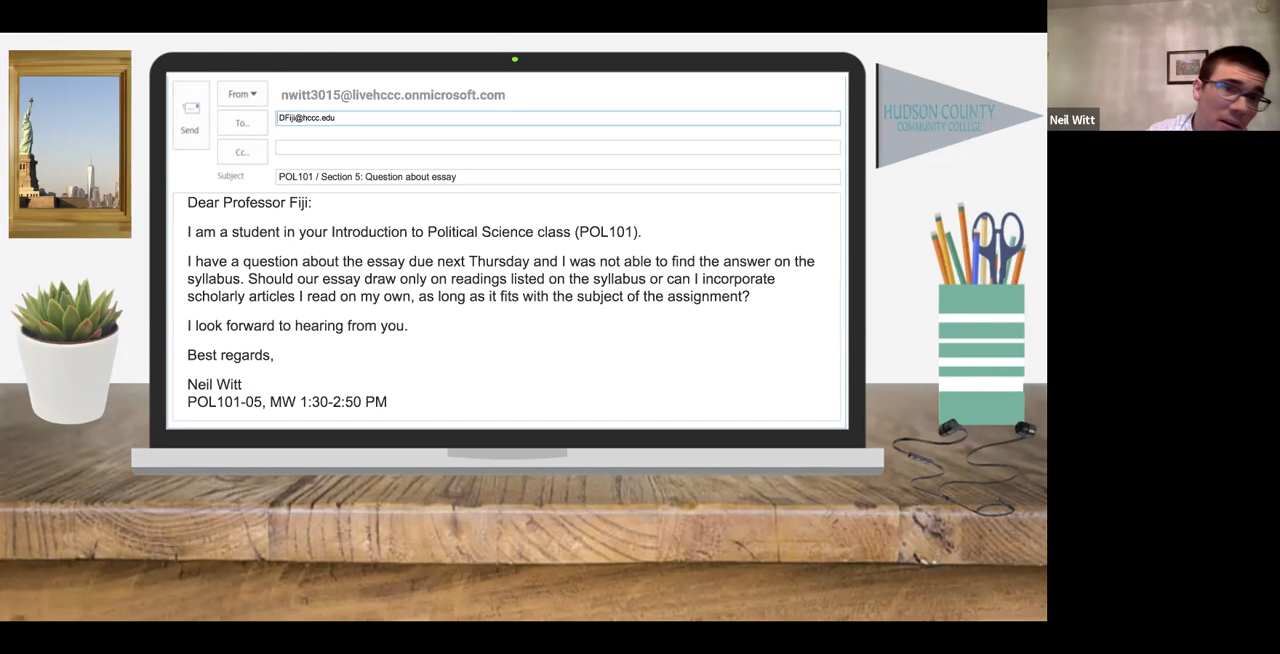 From
nwitt3015@livehccc.onmicrosoft.com
Send
To...
DFiji@hccc.edu
Cc...
Subject
POL101 / Section 5: Question about essay
Dear Professor Fiji:
I am a student in your Introduction to Political Science class (POL101).
I have a question about the essay due next Thursday and I was not able to find the answer on the
syllabus. Should our essay draw only on readings listed on the syllabus or can I incorporate
scholarly articles I read on my own, as long as it fits with the subject of the assignment?
I look forward to hearing from you.
Best regards,
Neil Witt
POL101-05, MW 1:30-2:50 PM
HUDSON COUNTY
COMMUNITY COLLEGE
Neil Witt